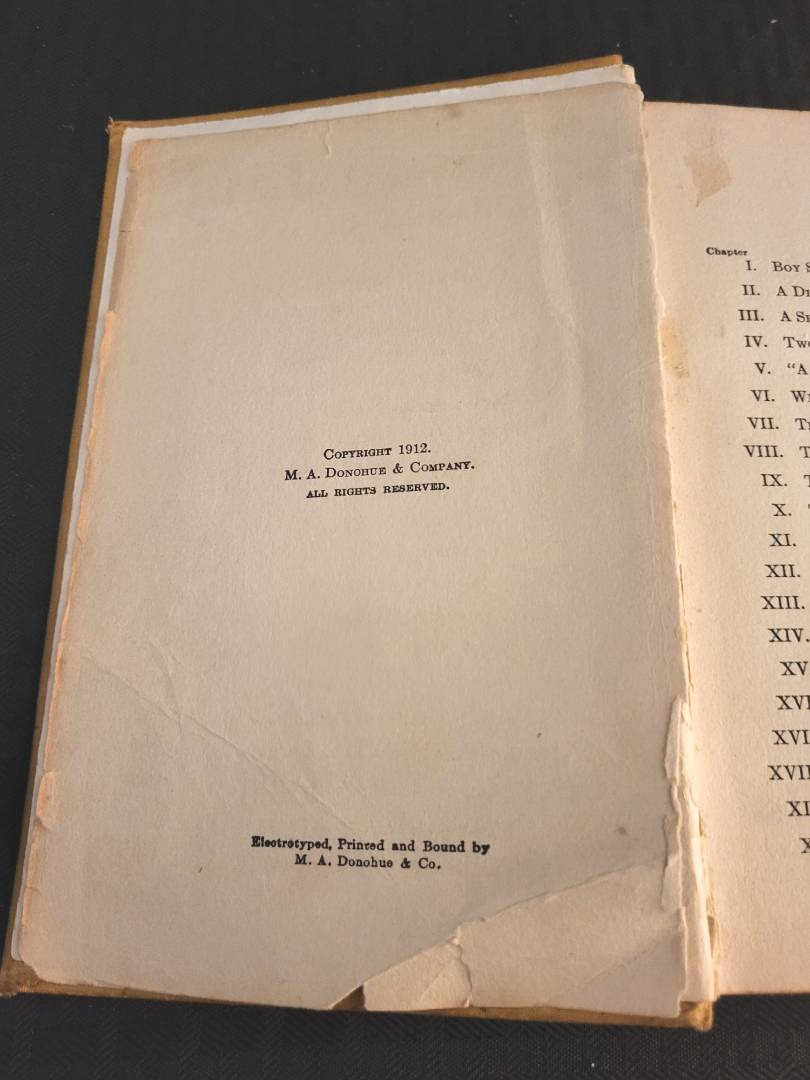 COPYRIGHT 1912.
M. A. DONOHUE & COMPANY.
ALL RIGHTS RESERVED.
Electrotyped, Printed and Bound by
M. A. Donohue & Co.
Chapter
I. BOY
II. A
III. A
IV.
V. "A
VI.
VII.
VIII.
IX.
X.
XI.
XII.
XIII.
XIV.